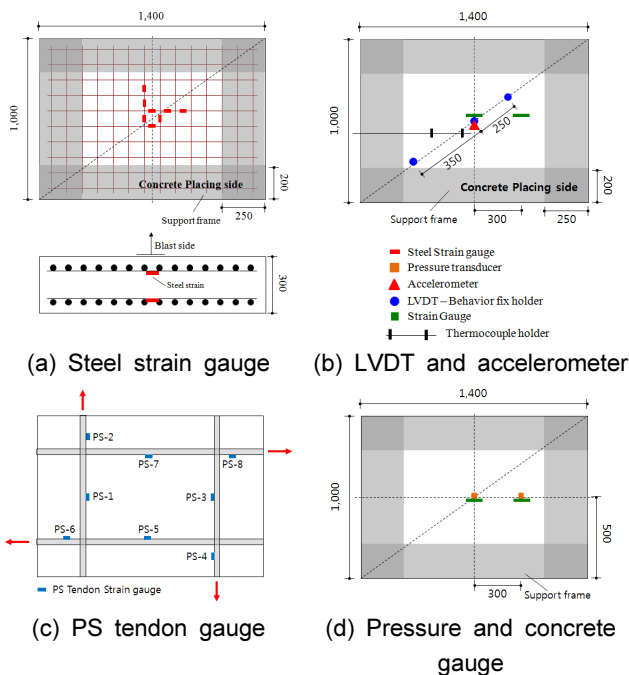 1,400
1,000
Concrete Placing side
200
Support frame
250
Blast side
Steel strain
300
(a) Steel strain gauge
1,400
1,000
250
350
Concrete Placing side
200
Support frame
300
250
Steel Strain gauge
Pressure transducer
Accelerometer
LVDT – Behavior fix holder
Strain Gauge
Thermocouple holder
(b) LVDT and accelerometer
PS-2
PS-7
PS-8
PS-1
PS-3
PS-6
PS-5
PS-4
PS Tendon Strain gauge
(c) PS tendon gauge
1,400
1,000
500
300
Support frame
(d) Pressure and concrete
gauge